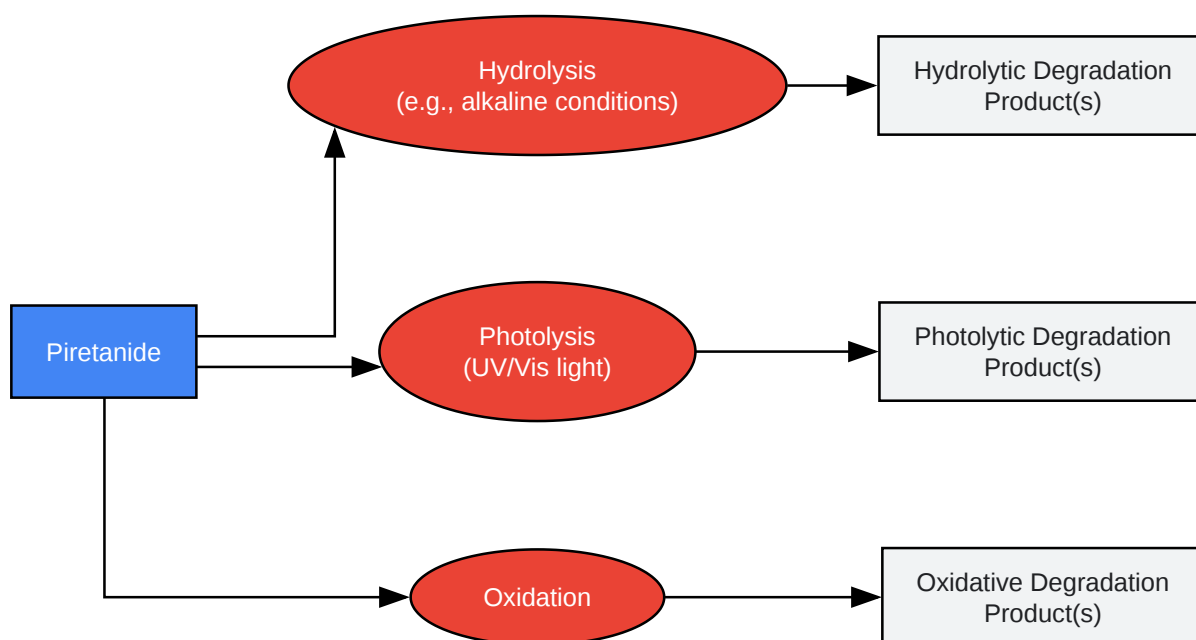 Hydrolysis
(e.g., alkaline conditions)
Hydrolytic Degradation
Product(s)
Piretanide
Photolysis
(UV/Vis light)
Photolytic Degradation
Product(s)
Oxidation
Oxidative Degradation
Product(s)